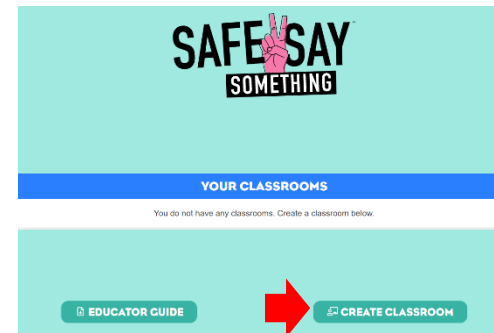 SAFE SAY
SOMETHING
YOUR CLASSROOMS
You do not have any classrooms. Create a classroom below.
EDUCATOR GUIDE
CREATE CLASSROOM